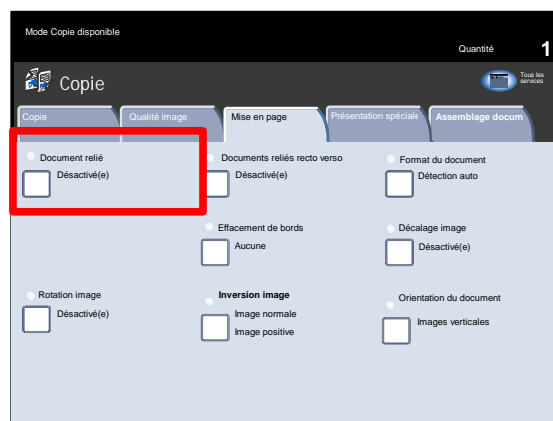 Mode Copie disponible
Quantité 1
Copie
Tous les
services
Copie
Qualité image
Mise en page
Présentation spéciale
Assemblage docum
Document relié
Désactivé(e)
Documents reliés recto verso
Désactivé(e)
Format du document
Détection auto
Effacement de bords
Aucune
Décalage image
Désactivé(e)
Rotation image
Désactivé(e)
Inversion image
Image normale
Image positive
Orientation du document
Images verticales